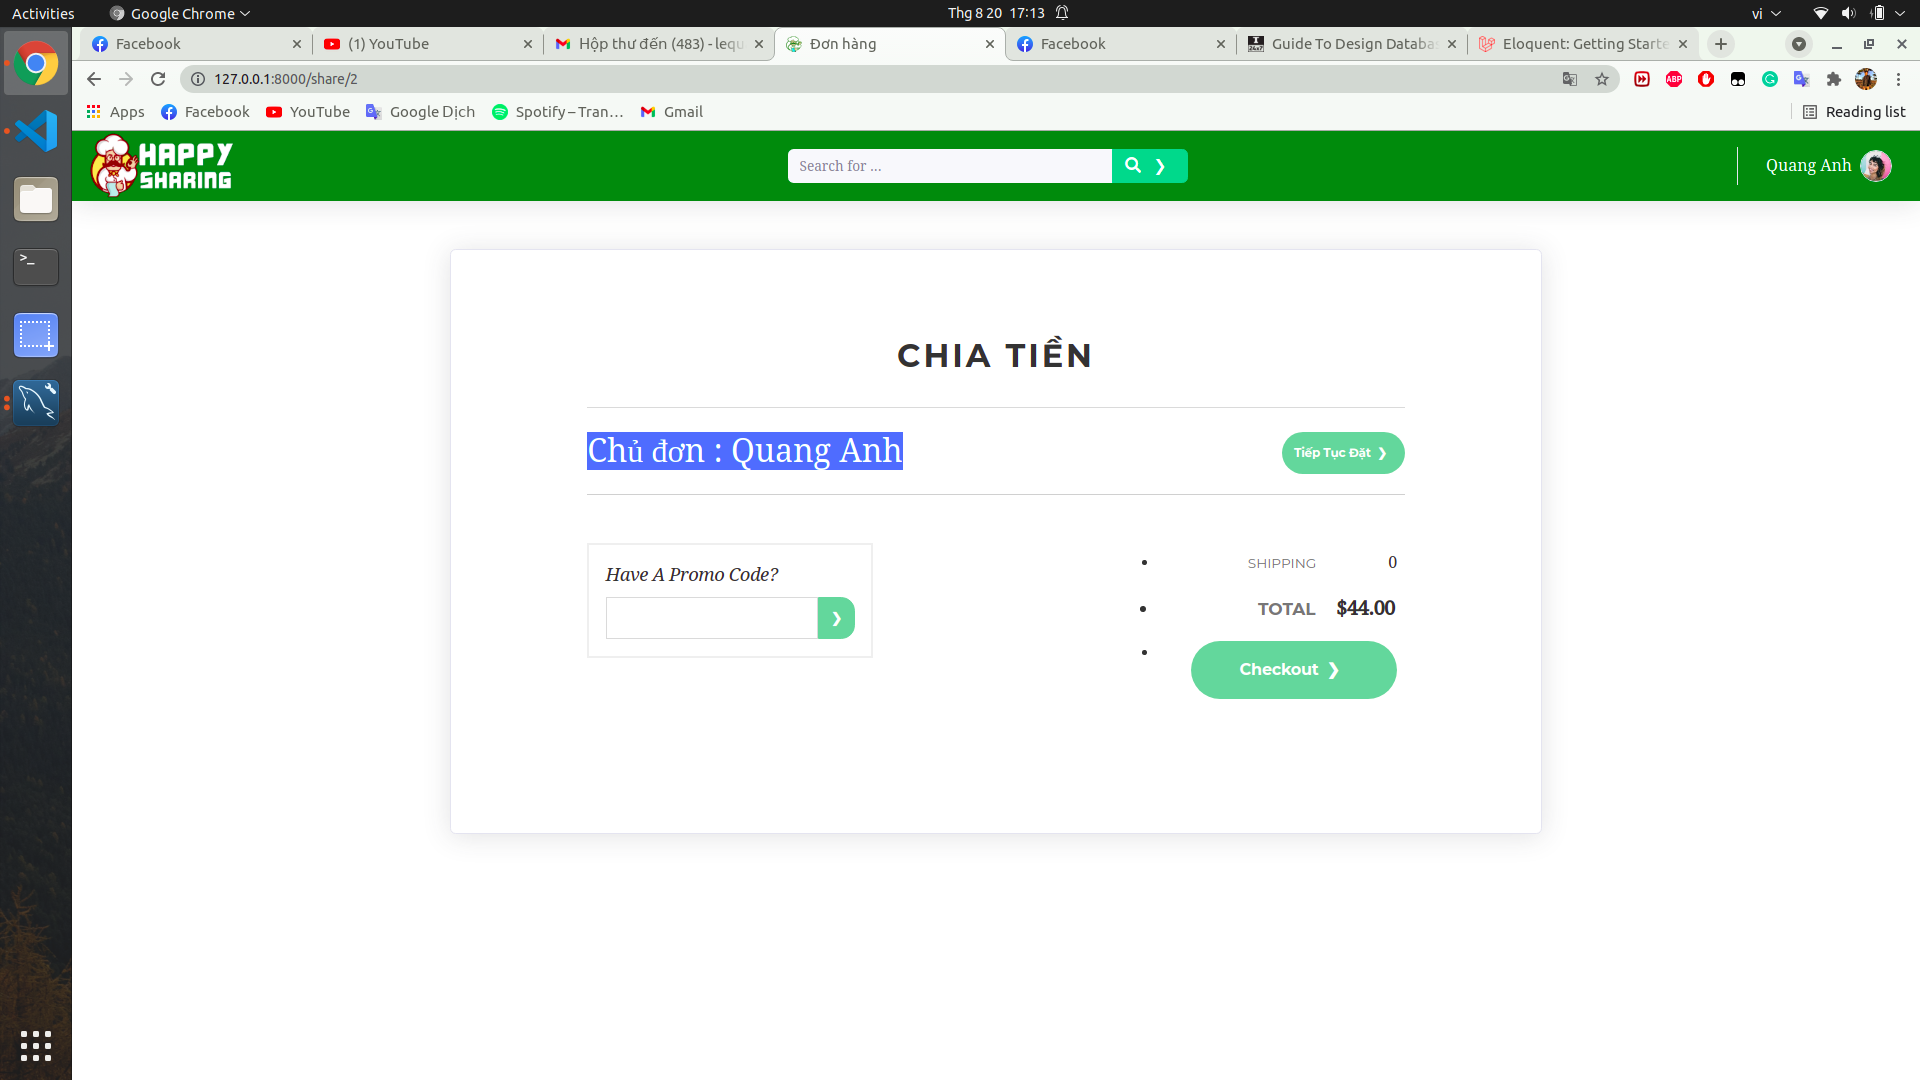 Activities Google Chrome Thg 8 20 17:13 vi
Facebook (1) YouTube Hộp thư đến (483) - lequ Đơn hàng Facebook Guide To Design Databa Eloquent: Getting Starte
127.0.0.1:8000/share/2 ABP
Apps Facebook YouTube Google Dịch Spotify – Tran… Gmail Reading list
HAPPY
SHARING
Search for ...
Quang Anh
CHIA TIỀN
Chủ đơn : Quang Anh
Tiếp Tục Đặt ❯
Have A Promo Code?
❯
SHIPPING 0
TOTAL $44.00
Checkout ❯